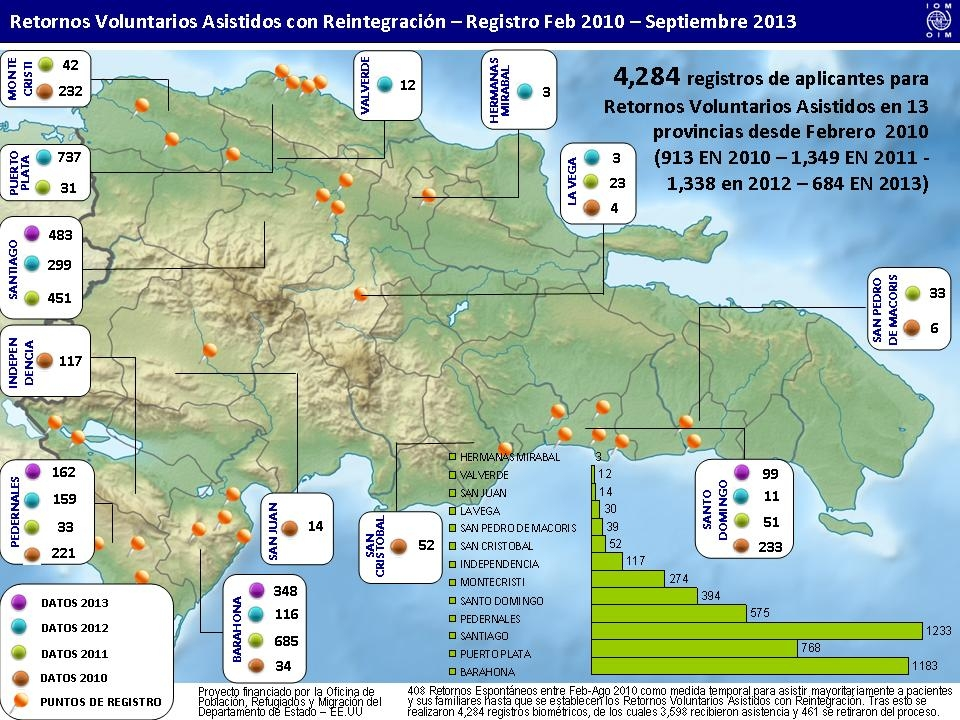 Retornos Voluntarios Asistidos con Reintegración – Registro Feb 2010 – Septiembre 2013
IOM
OIM
MONTE
CRISTI
42
232
PUERTO
PLATA
737
31
SANTIAGO
483
299
451
INDEPEN
DENCIA
117
PEDERNALES
162
159
33
221
VALVERDE
12
HERMANAS
MIRABAL
3
4,284 registros de aplicantes para
Retornos Voluntarios Asistidos en 13
provincias desde Febrero 2010
(913 EN 2010 – 1,349 EN 2011 -
1,338 en 2012 – 684 EN 2013)
LA VEGA
3
23
4
SAN PEDRO
DE MACORIS
33
6
SANTO
DOMINGO
99
11
51
233
SAN JUAN
14
SAN
CRISTOBAL
52
BARAHONA
348
116
685
34
HERMANAS MIRABAL 3
VALVERDE 12
SAN JUAN 14
LA VEGA 30
SAN PEDRO DE MACORIS 39
SAN CRISTOBAL 52
INDEPENDENCIA 117
MONTECRISTI 274
SANTO DOMINGO 394
PEDERNALES 575
SANTIAGO 1233
PUERTO PLATA 768
BARAHONA 1183
DATOS 2013
DATOS 2012
DATOS 2011
DATOS 2010
PUNTOS DE REGISTRO
Proyecto financiado por la Oficina de
Población, Refugiados y Migración del
Departamento de Estado – EE.UU
408 Retornos Espontáneos entre Feb-Ago 2010 como medida temporal para asistir mayoritariamente a pacientes
y sus familiares hasta que se establecen los Retornos Voluntarios Asistidos con Reintegración. Tras esto se
realizaron 4,284 registros biométricos, de los cuales 3,598 recibieron asistencia y 461 se retiraron del proceso.